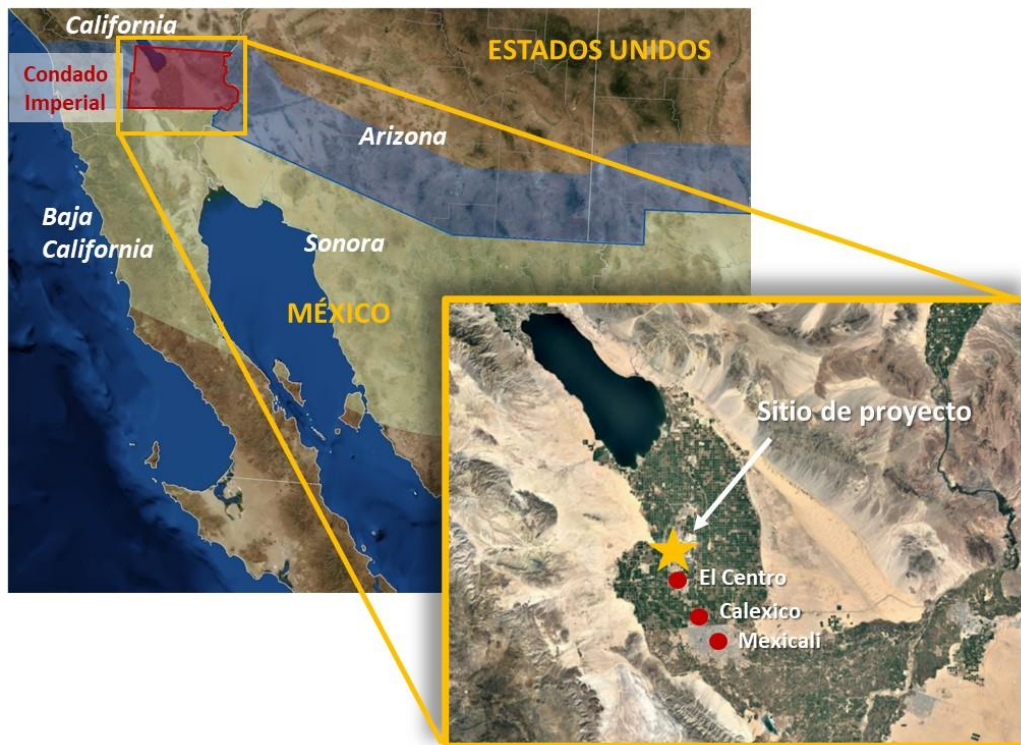 California
ESTADOS UNIDOS
Condado
Imperial
Arizona
Baja
California
Sonora
MÉXICO
Sitio de proyecto
El Centro
Calexico
Mexicali